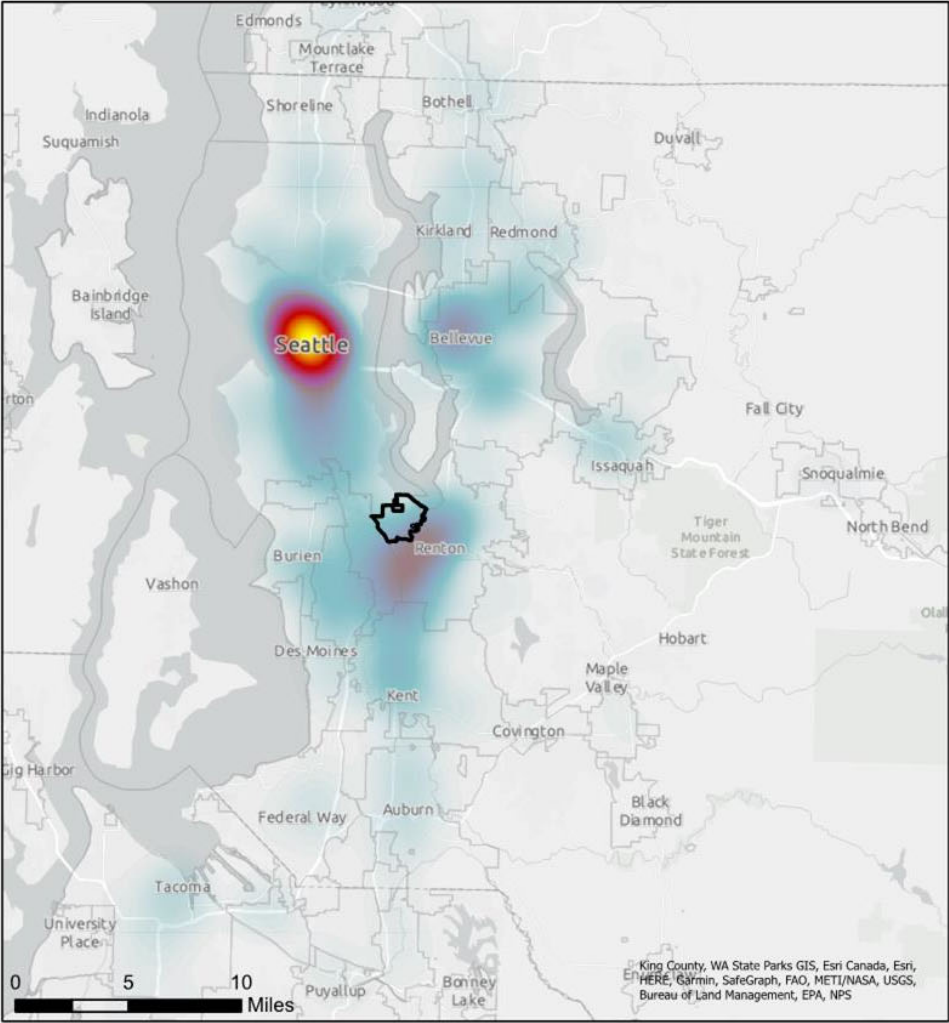 Edmonds
Mountlake
Terrace
Shoreline
Bothell
Indianola
Suquamish
Duvall
Kirkland
Redmond
Bainbridge
Island
Seattle
Bellevue
rton
Fall City
Issaquah
Snoqualmie
Tiger
Mountain
State Forest
North Bend
Burien
Renton
Vashon
Olal
Hobart
Des Moines
Maple
Valley
Kent
Covington
Gig Harbor
Federal Way
Auburn
Black
Diamond
Tacoma
University
Place
Puyallup
Bonney
Lake
0 5 10
Miles
King County, WA State Parks GIS, Esri Canada, Esri,
HERE, Garmin, SafeGraph, FAO, METI/NASA, USGS,
Bureau of Land Management, EPA, NPS